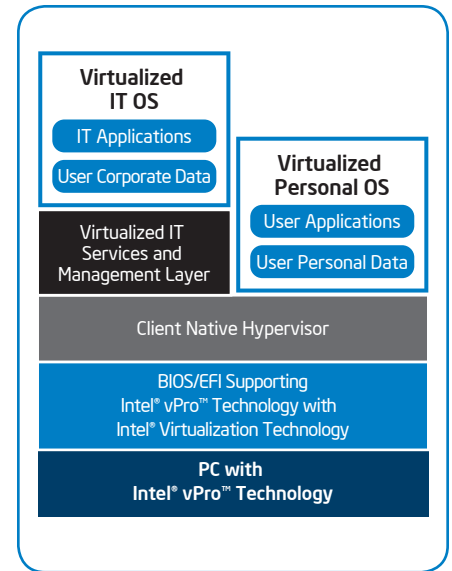 Virtualized
IT OS
IT Applications
User Corporate Data
Virtualized IT
Services and
Management Layer
Virtualized
Personal OS
User Applications
User Personal Data
Client Native Hypervisor
BIOS/EFI Supporting
Intel® vPro™ Technology with
Intel® Virtualization Technology
PC with
Intel® vPro™ Technology